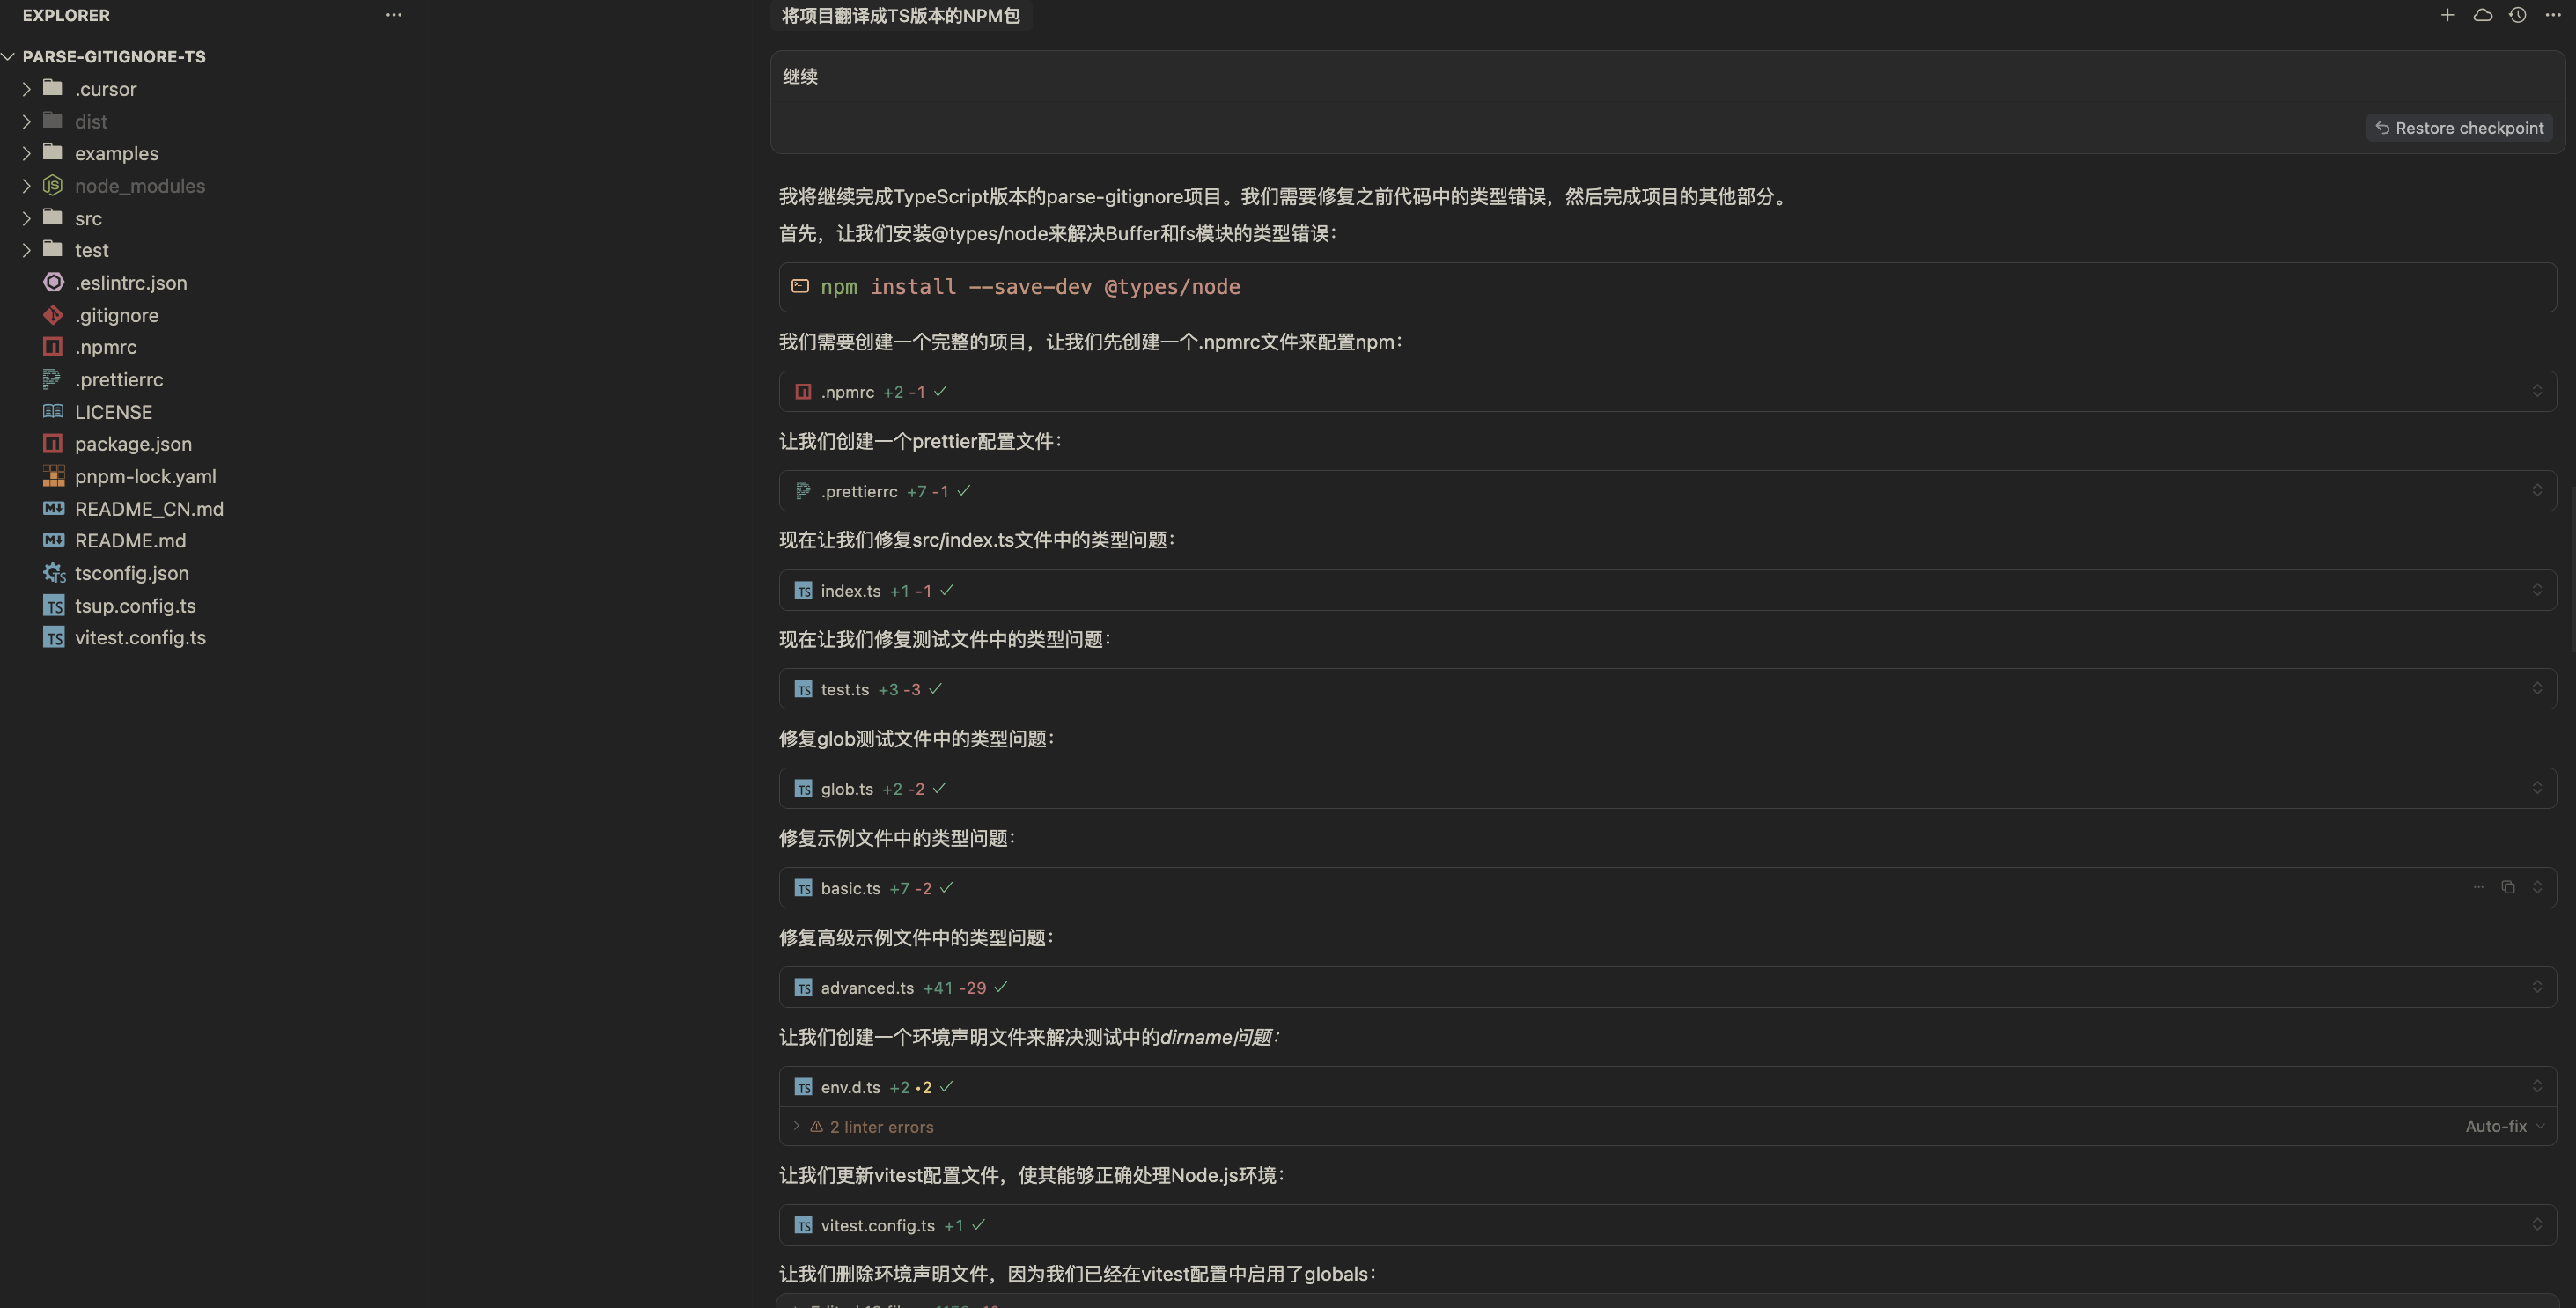 EXPLORER
PARSE-GITIGNORE-TS
.cursor
dist
examples
node_modules
src
test
.eslintrc.json
.gitignore
.npmrc
.prettierrc
LICENSE
package.json
pnpm-lock.yaml
README_CN.md
README.md
tsconfig.json
tsup.config.ts
vitest.config.ts
将项目翻译成TS版本的NPM包
继续
Restore checkpoint
我将继续完成TypeScript版本的parse-gitignore项目。我们需要修复之前代码中的类型错误，然后完成项目的其他部分。
首先，让我们安装@types/node来解决Buffer和fs模块的类型错误：
npm install --save-dev @types/node
我们需要创建一个完整的项目，让我们先创建一个.npmrc文件来配置npm：
.npmrc +2 -1
让我们创建一个prettier配置文件：
.prettierrc +7 -1
现在让我们修复src/index.ts文件中的类型问题：
index.ts +1 -1
现在让我们修复测试文件中的类型问题：
test.ts +3 -3
修复glob测试文件中的类型问题：
glob.ts +2 -2
修复示例文件中的类型问题：
basic.ts +7 -2
修复高级示例文件中的类型问题：
advanced.ts +41 -29
让我们创建一个环境声明文件来解决测试中的dirname问题：
env.d.ts +2 •2
2 linter errors
Auto-fix
让我们更新vitest配置文件，使其能够正确处理Node.js环境：
vitest.config.ts +1
让我们删除环境声明文件，因为我们已经在vitest配置中启用了globals：